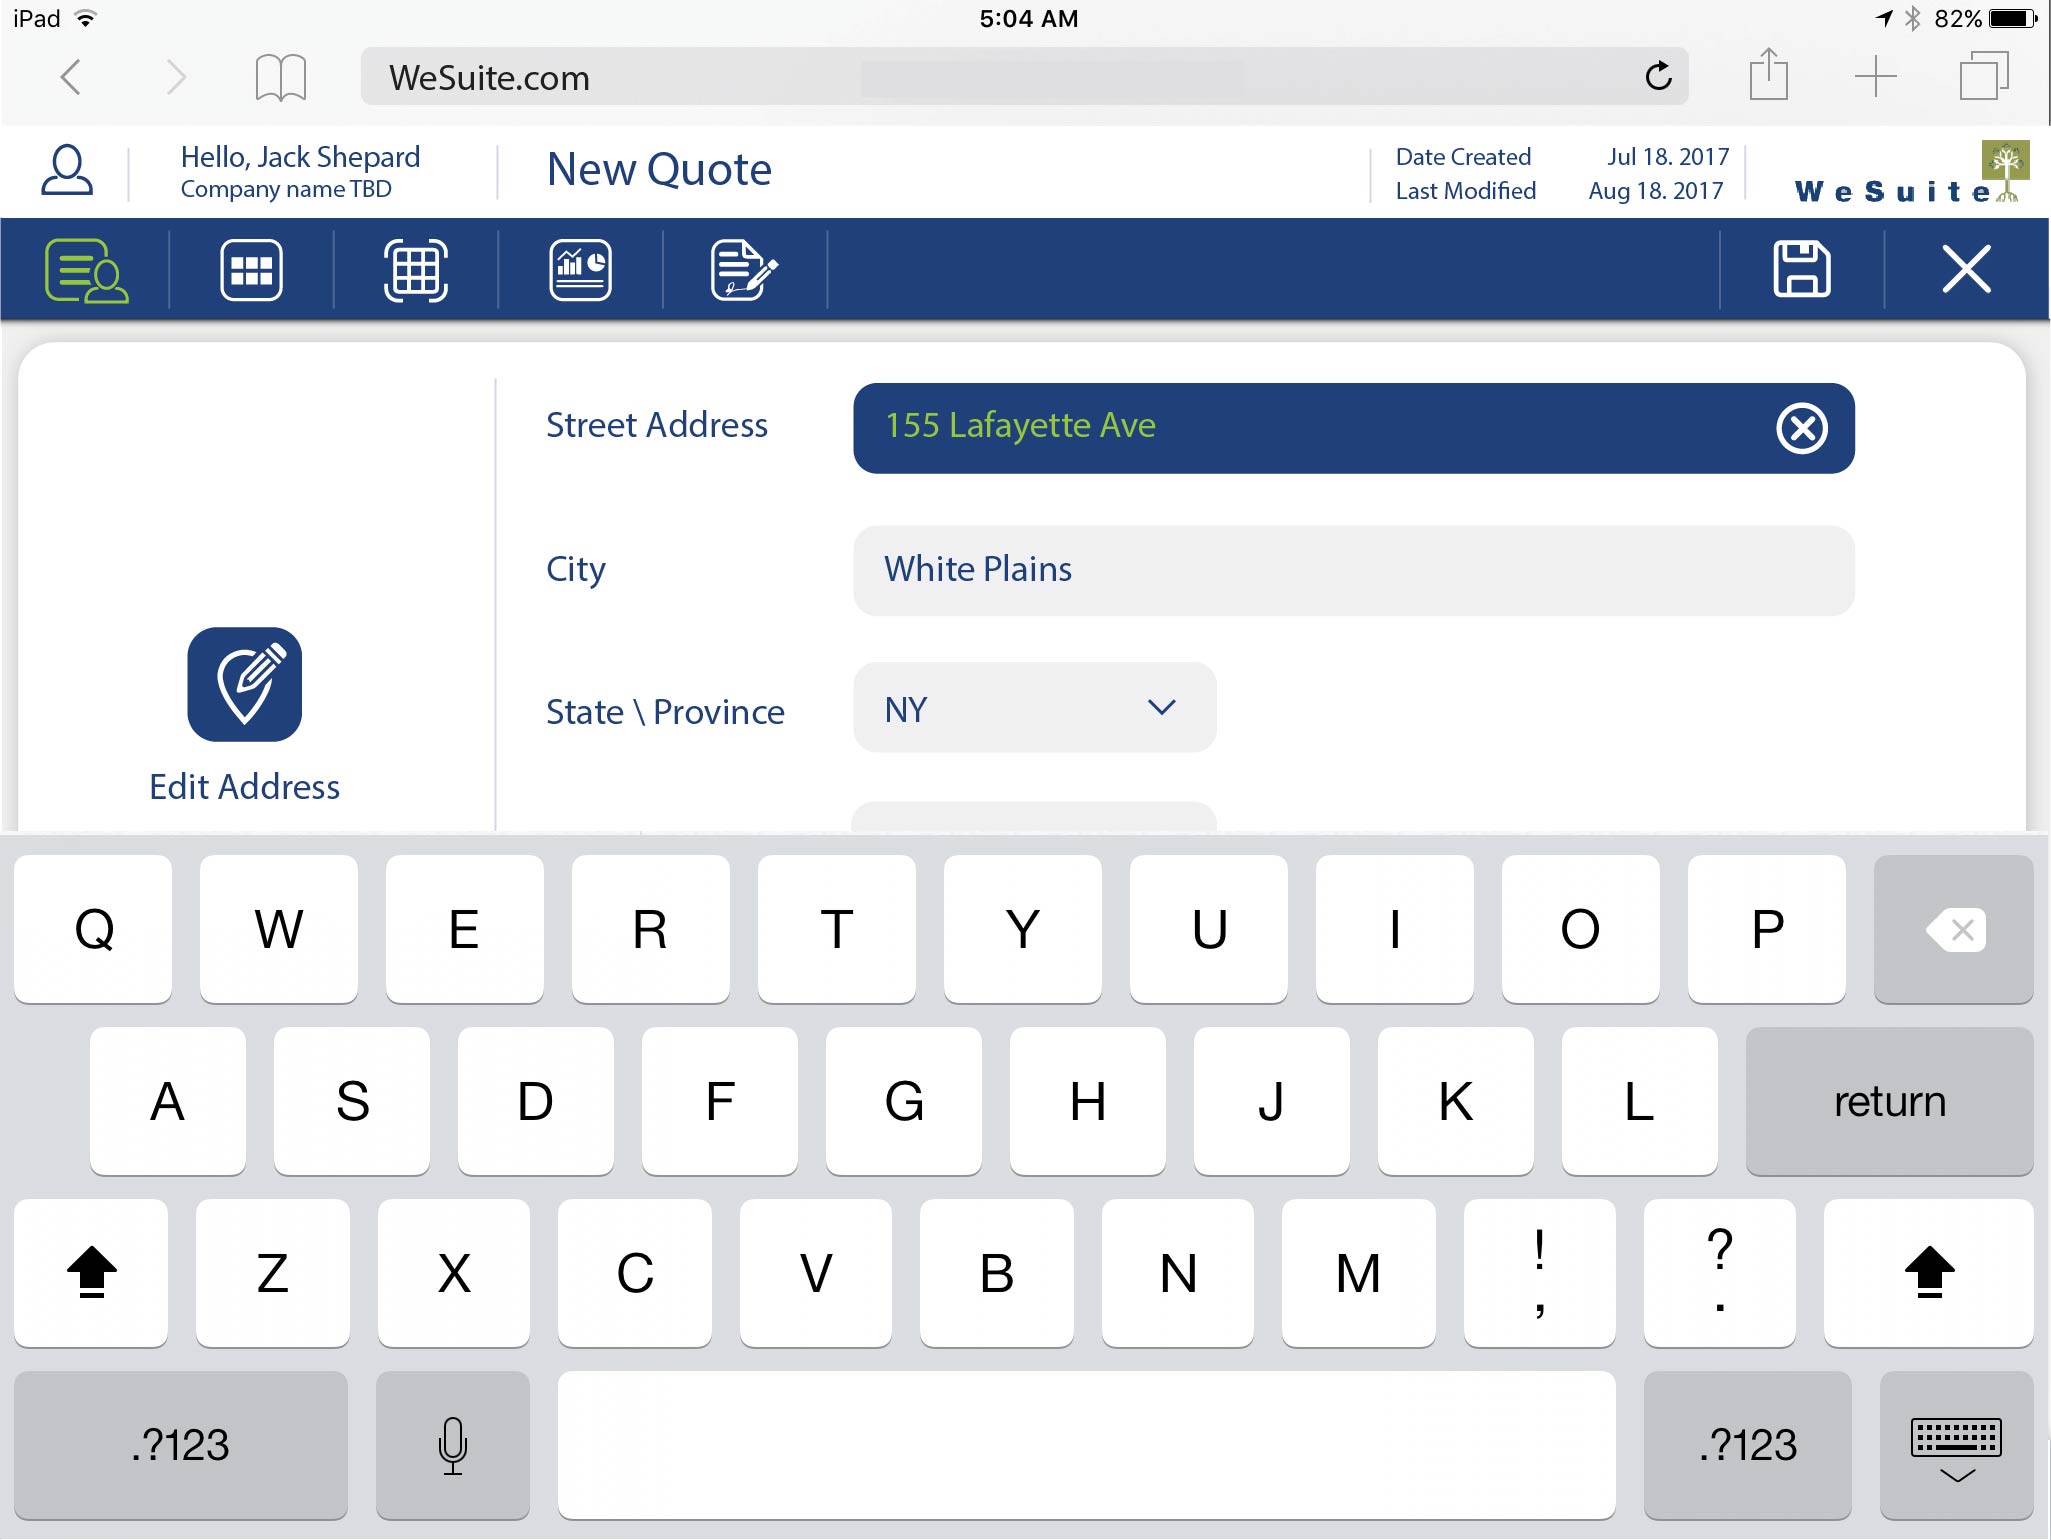 iPad 5:04 AM 82%
WeSuite.com
Hello, Jack Shepard
Company name TBD
New Quote
Date Created Jul 18. 2017
Last Modified Aug 18. 2017
WeSuite
Street Address 155 Lafayette Ave
City White Plains
State \ Province NY
Edit Address
Q W E R T Y U I O P
A S D F G H J K L return
Z X C V B N M ! , ? .
.?123 .?123